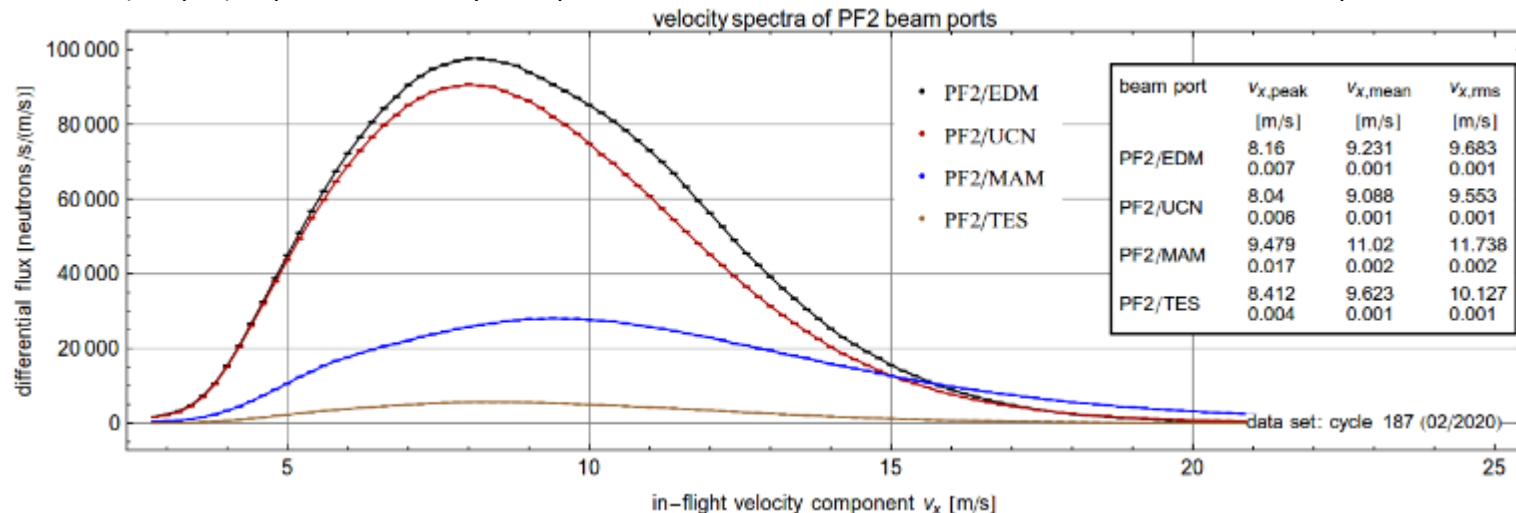 velocity spectra of PF2 beam ports
differential flux [neutrons/s/(m/s)]
100 000
80 000
60 000
40 000
20 000
0
5 10 15 20 25
in-flight velocity component vx [m/s]
PF2/EDM
PF2/UCN
PF2/MAM
PF2/TES
beam port vx,peak vx,mean vx,rms
[m/s] [m/s] [m/s]
PF2/EDM 8.16 9.231 9.683
0.007 0.001 0.001
PF2/UCN 8.04 9.088 9.553
0.006 0.001 0.001
PF2/MAM 9.479 11.02 11.738
0.017 0.002 0.002
PF2/TES 8.412 9.623 10.127
0.004 0.001 0.001
data set: cycle 187 (02/2020)